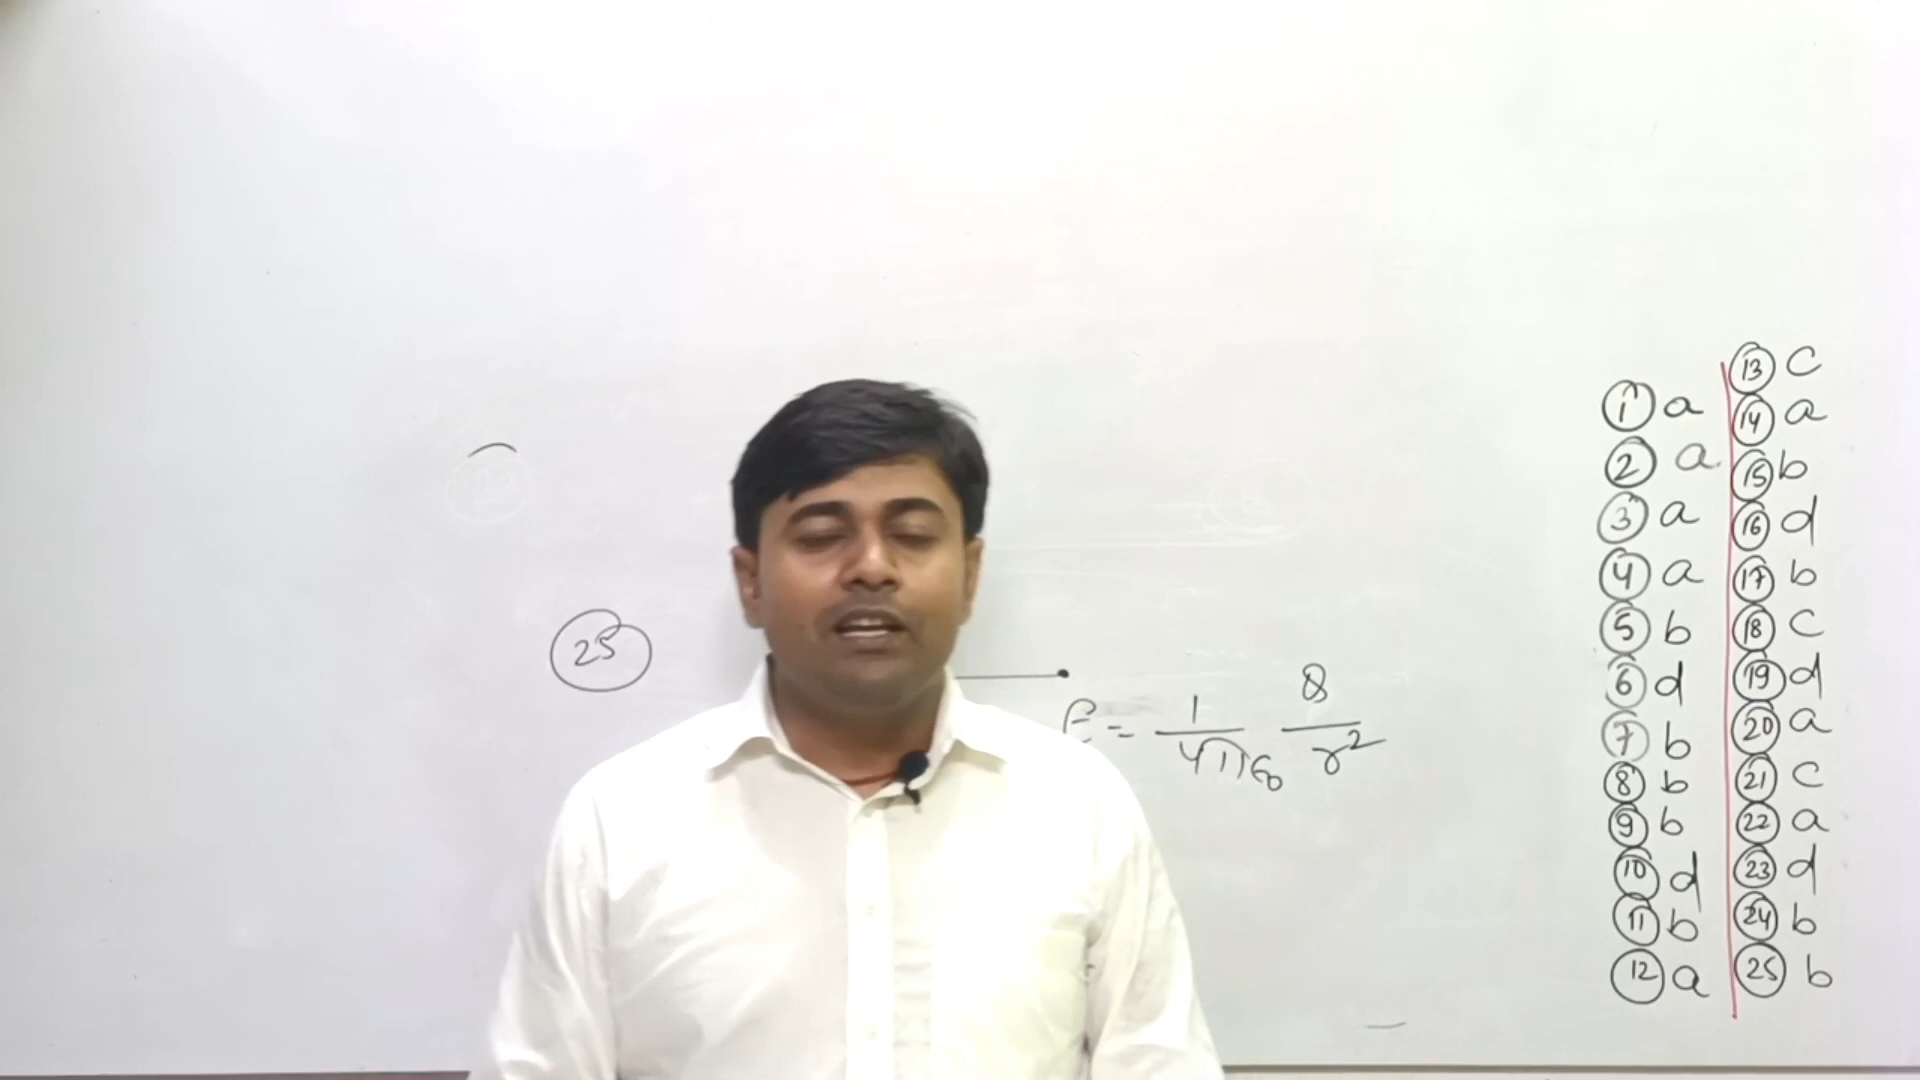 25
E = 1/4πε0 Q/r²
1 a
2 a
3 a
4 a
5 b
6 d
7 b
8 b
9 b
10 d
11 b
12 a
13 c
14 a
15 b
16 d
17 b
18 c
19 d
20 a
21 c
22 a
23 d
24 b
25 b